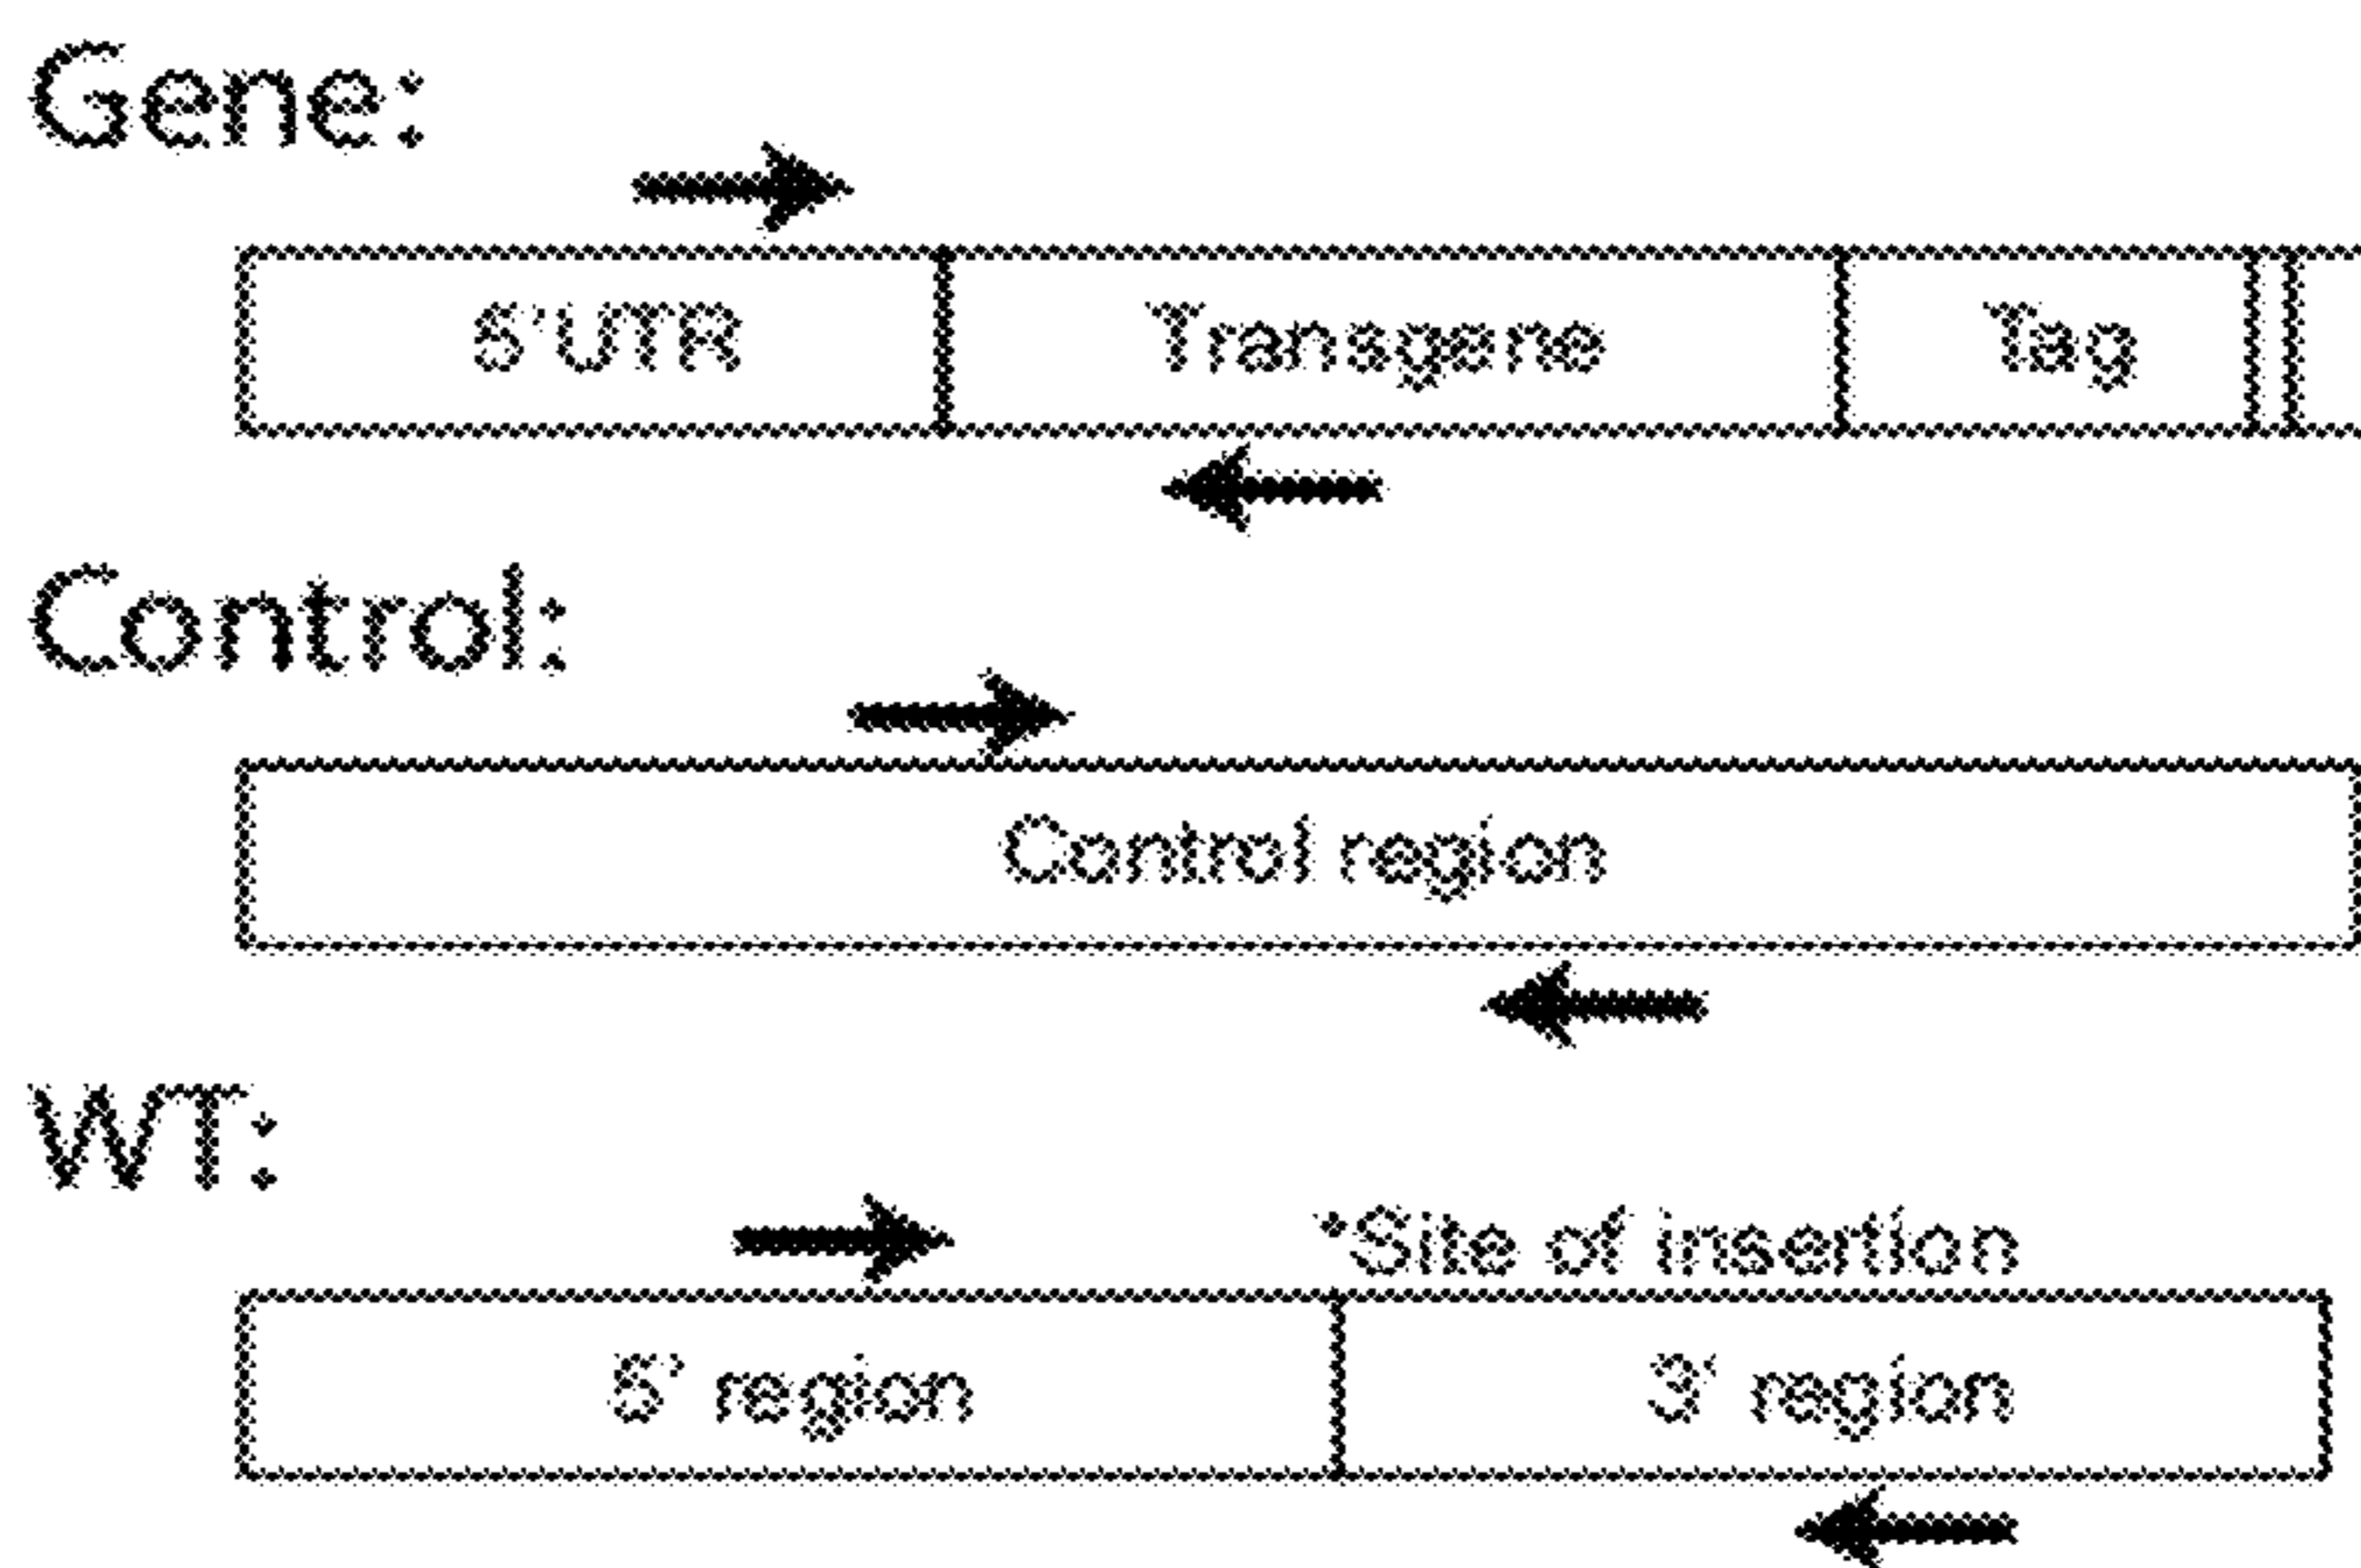 Gene:
5'UTR Transgene Tag
Control:
Control region
WT:
*Site of insertion
5' region 3' region